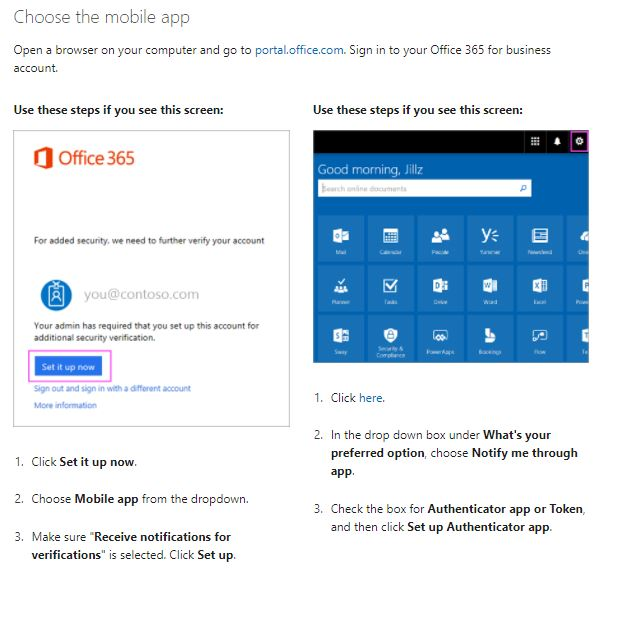 Choose the mobile app
Open a browser on your computer and go to portal.office.com. Sign in to your Office 365 for business
account.
Use these steps if you see this screen:
Office 365
For added security, we need to further verify your account
you@contoso.com
Your admin has required that you set up this account for
additional security verification.
Set it up now
Sign out and sign in with a different account
More information
1. Click Set it up now.
2. Choose Mobile app from the dropdown.
3. Make sure "Receive notifications for
verifications" is selected. Click Set up.
Use these steps if you see this screen:
Good morning, Jillz
Search online documents
Mail Calendar People Yammer Newsfeed One
Planner Tasks Drive Word Excel Powe
Sway Security & Compliance PowerApps Bookings Flow Te
1. Click here.
2. In the drop down box under What's your
preferred option, choose Notify me through
app.
3. Check the box for Authenticator app or Token,
and then click Set up Authenticator app.